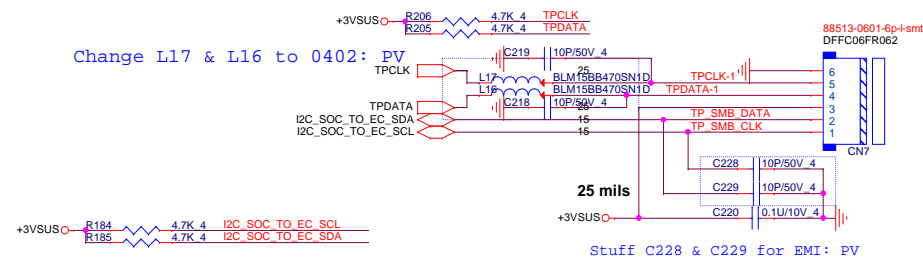 +3VSUS
R206 4.7K_4 TPCLK
R205 4.7K_4 TPDATA
88513-0601-6p-l-smt
DFFC06FR062
Change L17 & L16 to 0402: PV
C219 10P/50V_4
TPCLK 25
L17 BLM15BB470SN1D TPCLK-1
L16 BLM15BB470SN1D TPDATA-1
TPDATA C218 10P/50V_4
25
I2C_SOC_TO_EC_SDA 15 TP_SMB_DATA
I2C_SOC_TO_EC_SCL 15 TP_SMB_CLK
6
5
4
3
2
1
CN7
C228 10P/50V_4
25 mils
C229 10P/50V_4
+3VSUS C220 0.1U/10V_4
R184 4.7K_4 I2C_SOC_TO_EC_SCL
+3VSUS
R185 4.7K_4 I2C_SOC_TO_EC_SDA
Stuff C228 & C229 for EMI: PV